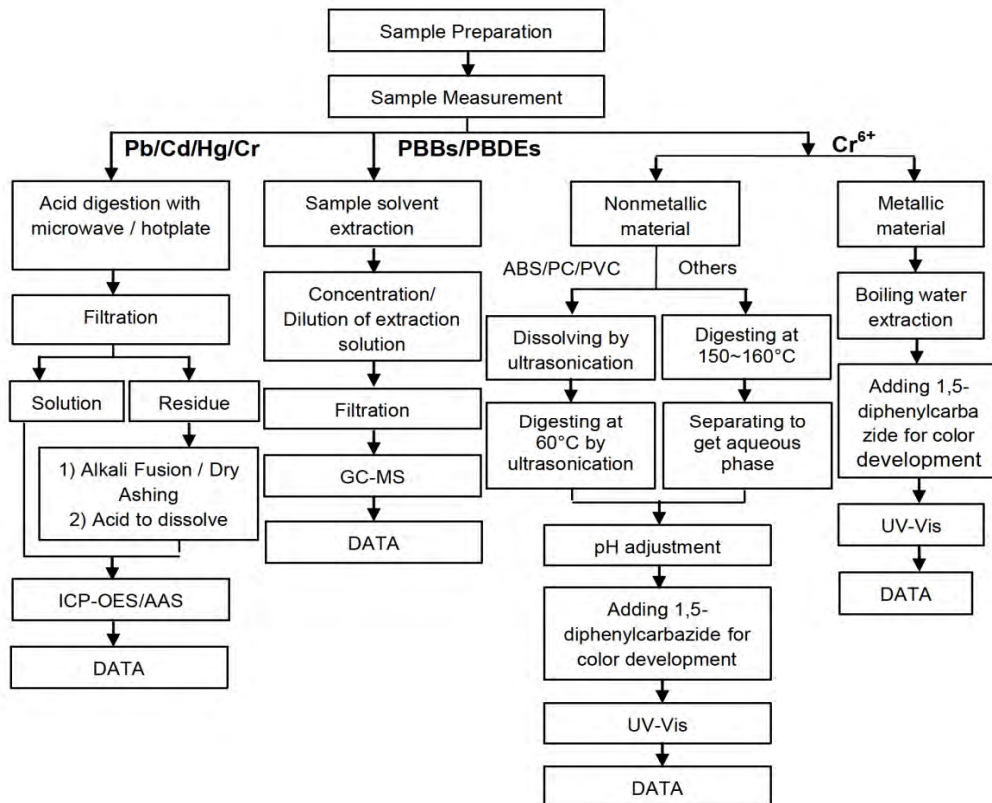 Sample Preparation
Sample Measurement
Pb/Cd/Hg/Cr
PBBs/PBDEs
Cr⁶⁺
Acid digestion with
microwave / hotplate
Filtration
Solution
Residue
1) Alkali Fusion / Dry
Ashing
2) Acid to dissolve
ICP-OES/AAS
DATA
Sample solvent
extraction
Concentration/
Dilution of extraction
solution
Filtration
GC-MS
DATA
Nonmetallic
material
ABS/PC/PVC
Others
Dissolving by
ultrasonication
Digesting at
60°C by
ultrasonication
Digesting at
150~160°C
Separating to
get aqueous
phase
pH adjustment
Adding 1,5-
diphenylcarbazide for
color development
UV-Vis
DATA
Metallic
material
Boiling water
extraction
Adding 1,5-
diphenylcarba
zide for color
development
UV-Vis
DATA